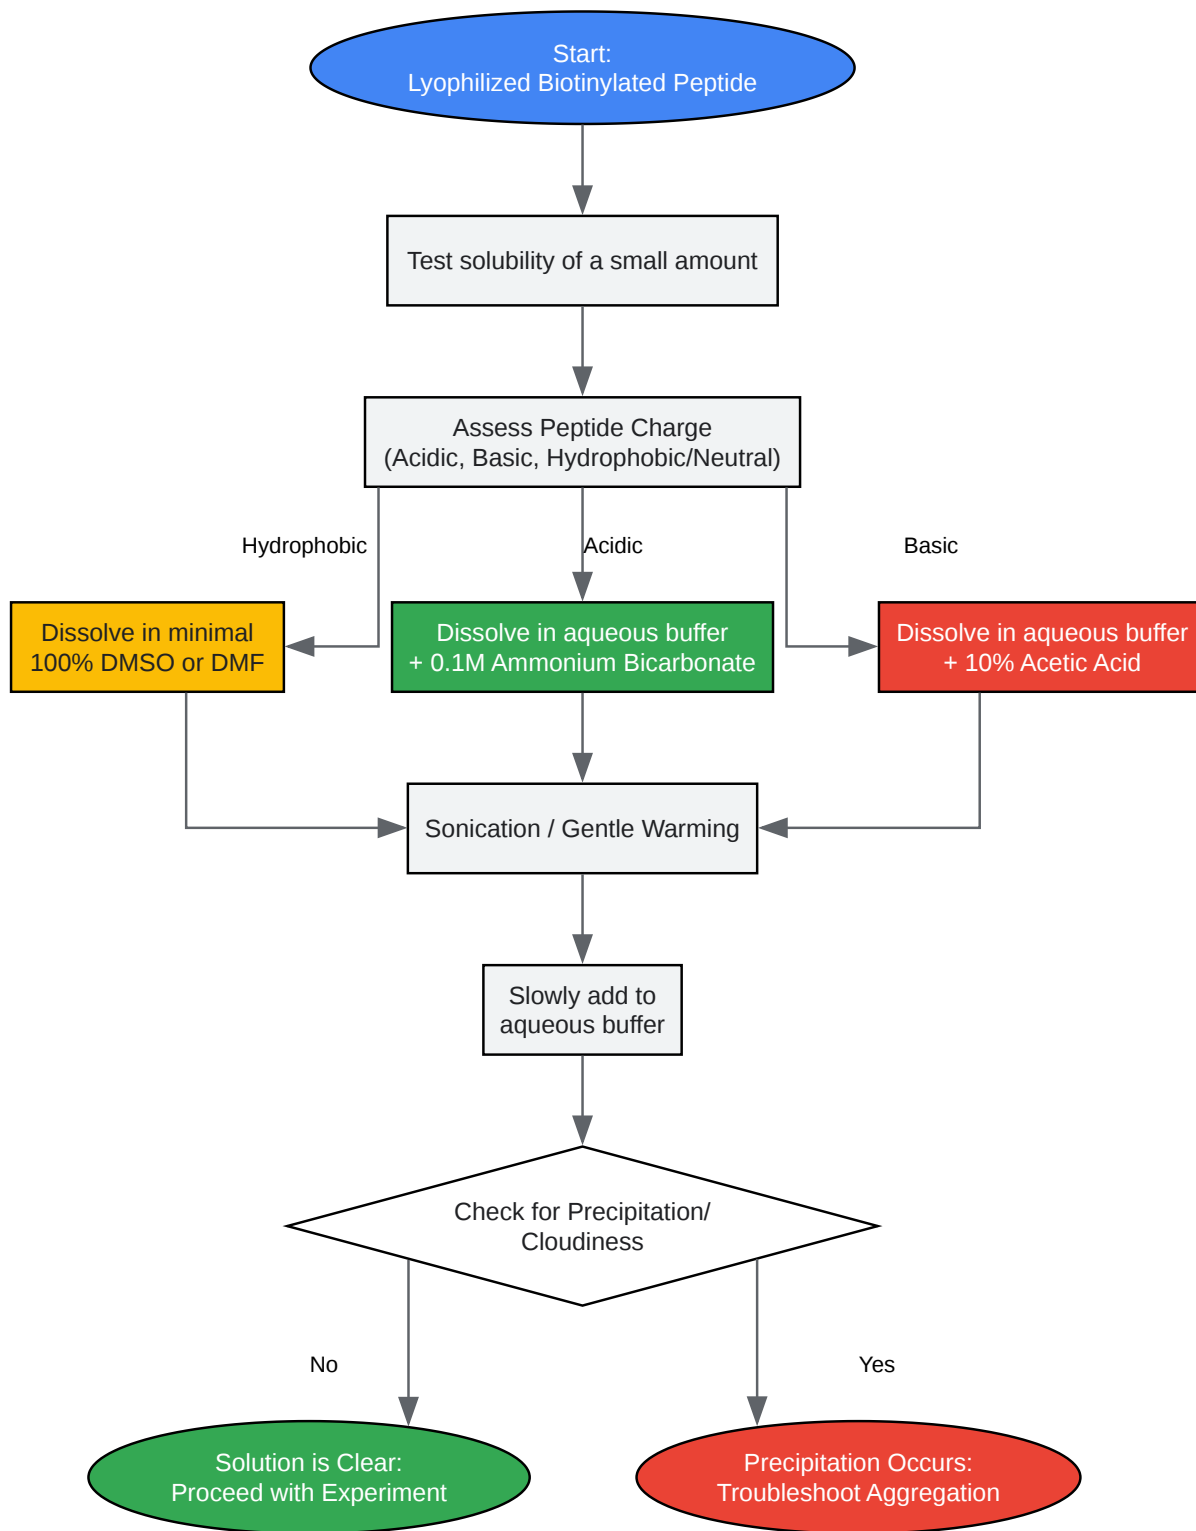 Start:
Lyophilized Biotinylated Peptide
Test solubility of a small amount
Assess Peptide Charge
(Acidic, Basic, Hydrophobic/Neutral)
Hydrophobic
Acidic
Basic
Dissolve in minimal
100% DMSO or DMF
Dissolve in aqueous buffer
+ 0.1M Ammonium Bicarbonate
Dissolve in aqueous buffer
+ 10% Acetic Acid
Sonication / Gentle Warming
Slowly add to
aqueous buffer
Check for Precipitation/
Cloudiness
No
Yes
Solution is Clear:
Proceed with Experiment
Precipitation Occurs:
Troubleshoot Aggregation